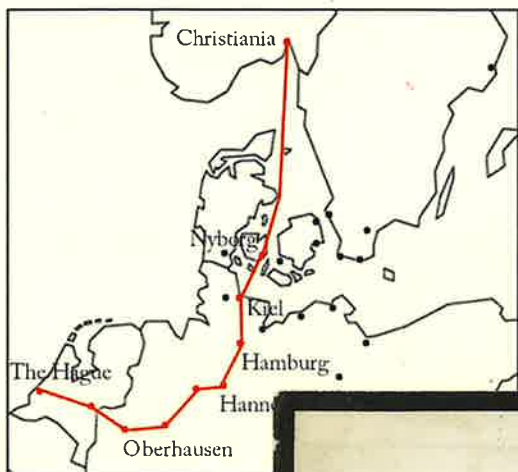 Christiania
Nyborg
Kiel
Hamburg
The Hague
Oberhausen